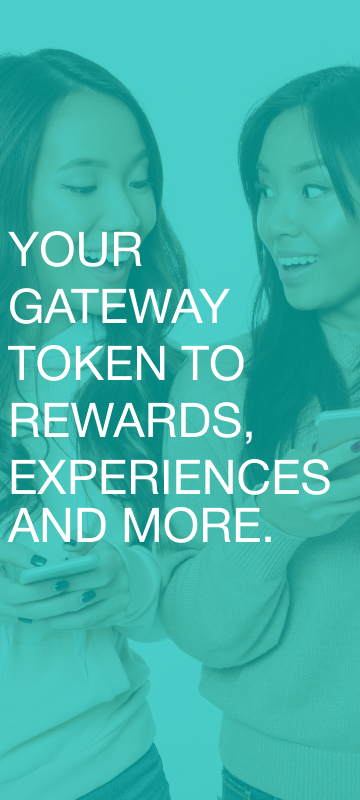 YOUR
GATEWAY
TOKEN TO
REWARDS,
EXPERIENCES
AND MORE.